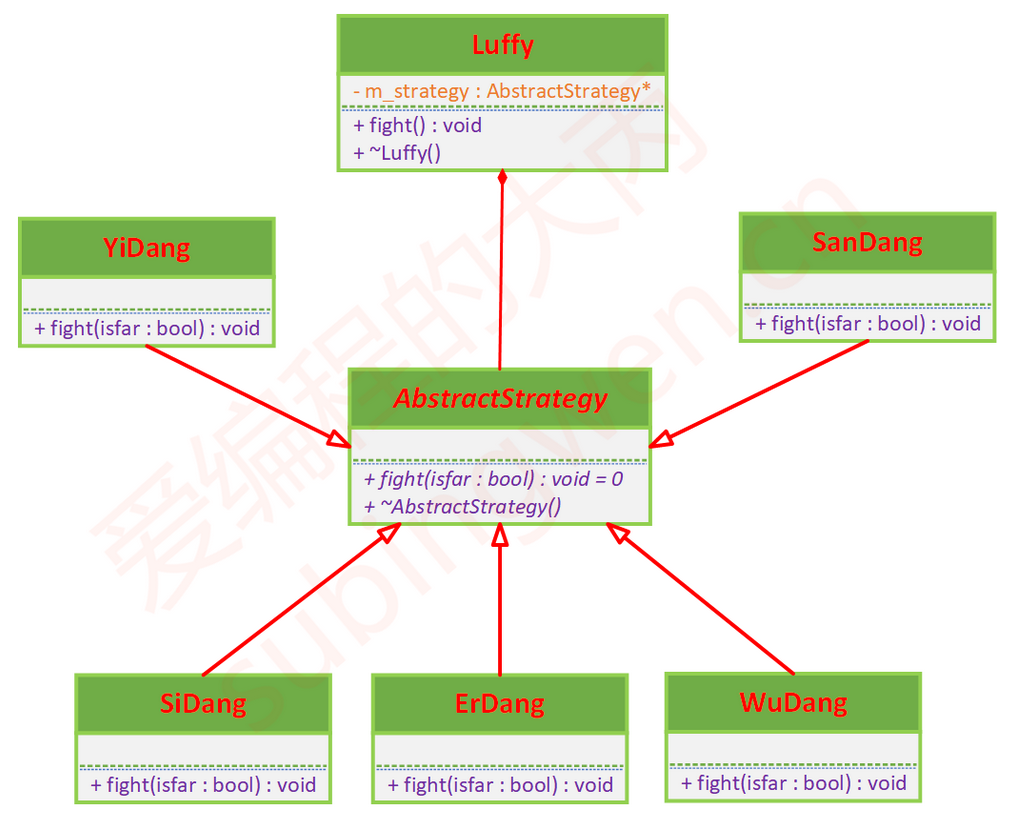 Luffy
- m_strategy : AbstractStrategy*
+ fight() : void
+ ~Luffy()
YiDang
+ fight(isfar : bool) : void
SanDang
+ fight(isfar : bool) : void
AbstractStrategy
+ fight(isfar : bool) : void = 0
+ ~AbstractStrategy()
SiDang
+ fight(isfar : bool) : void
ErDang
+ fight(isfar : bool) : void
WuDang
+ fight(isfar : bool) : void
爱编程的大丙
subingwen.cn